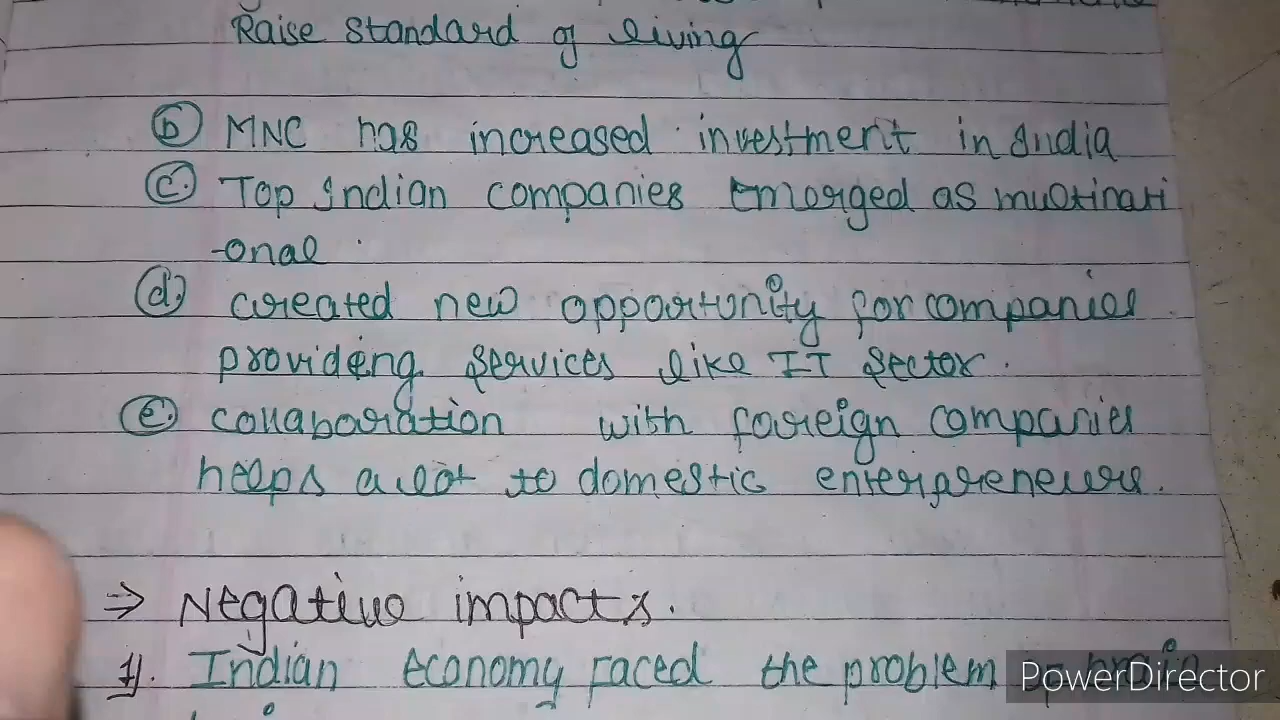 Raise standard of living
b) MNC has increased investment in India
c) Top Indian companies emerged as multinati
-onal
d) created new opportunity for companies
providing services like IT sector.
e) collaboration with foreign companies
helps a lot to domestic enterpreneurs.
⇒ Negative impacts.
1). Indian economy faced the problem of brain
PowerDirector